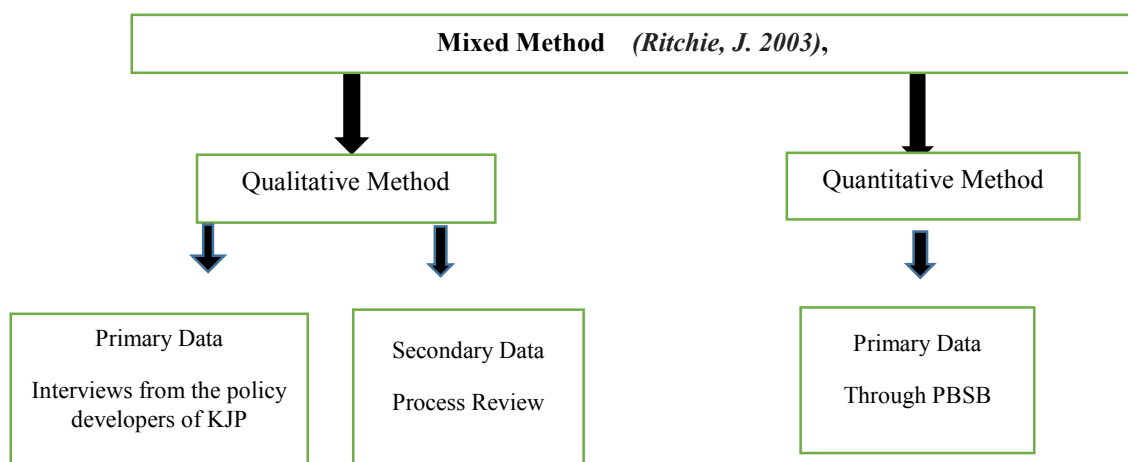 Mixed Method (Ritchie, J. 2003),
Qualitative Method
Quantitative Method
Primary Data
Interviews from the policy
developers of KJP
Secondary Data
Process Review
Primary Data
Through PBSB